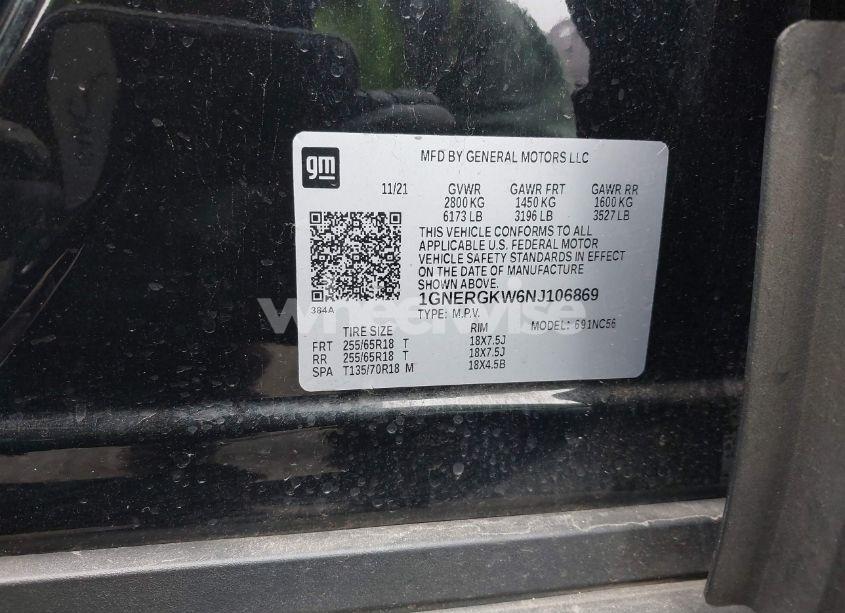 gm
MFD BY GENERAL MOTORS LLC
11/21 GVWR GAWR FRT GAWR RR
2800 KG 1450 KG 1600 KG
6173 LB 3196 LB 3527 LB
THIS VEHICLE CONFORMS TO ALL
APPLICABLE U.S. FEDERAL MOTOR
VEHICLE SAFETY STANDARDS IN EFFECT
ON THE DATE OF MANUFACTURE
SHOWN ABOVE.
1GNERGKW6NJ106869
384A
TYPE: M.P.V. MODEL: 691NC56
TIRE SIZE RIM
FRT 255/65R18 T 18X7.5J
RR 255/65R18 T 18X7.5J
SPA T135/70R18 M 18X4.5B
wheelwise